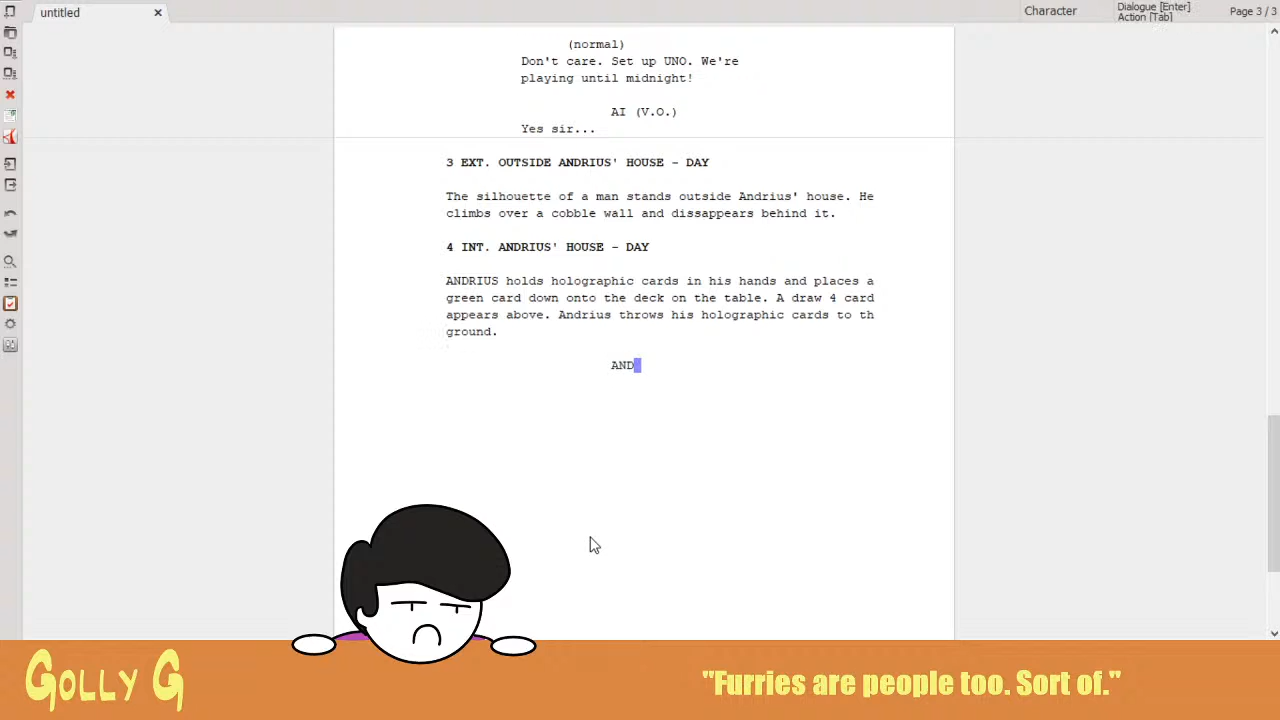 untitled
Character
Dialogue [Enter]
Action [Tab]
Page 3 / 3
(normal)
Don't care. Set up UNO. We're
playing until midnight!
AI (V.O.)
Yes sir...
3 EXT. OUTSIDE ANDRIUS' HOUSE - DAY
The silhouette of a man stands outside Andrius' house. He
climbs over a cobble wall and dissappears behind it.
4 INT. ANDRIUS' HOUSE - DAY
ANDRIUS holds holographic cards in his hands and places a
green card down onto the deck on the table. A draw 4 card
appears above. Andrius throws his holographic cards to th
ground.
AND
GOLLY G
"Furries are people too. Sort of."